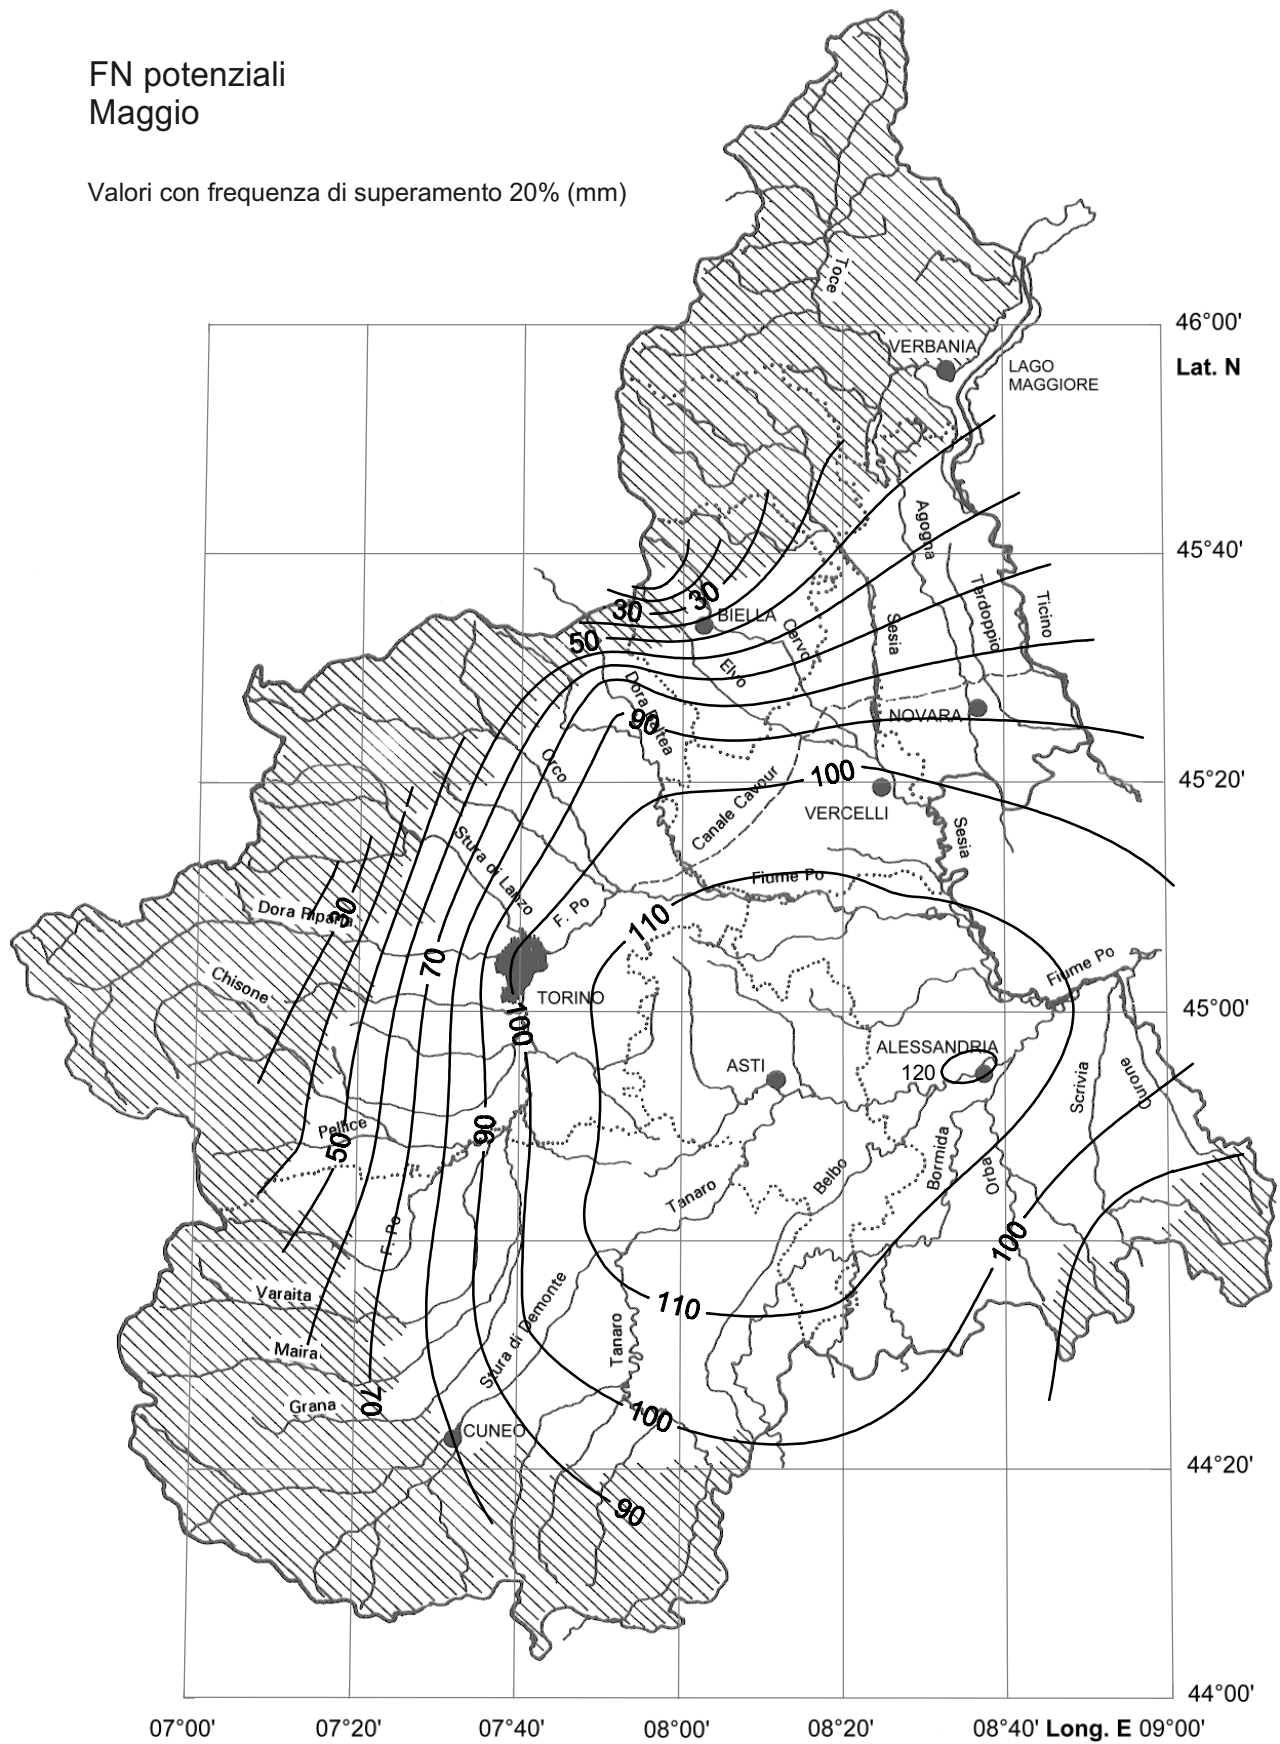 FN potenziali
Maggio
Valori con frequenza di superamento 20% (mm)
Toce
46°00'
VERBANIA
Lat. N
LAGO
MAGGIORE
Agogna
45°40'
Terdoppio
Ticino
30
30
BIELLA
Sesia
Cervo
50
Elvo
Dora Baltea
90
NOVARA
Orco
100
45°20'
Canale Cavour
VERCELLI
Sesia
Stura di Lanzo
Fiume Po
30
Dora Riparia
F. Po
110
70
Fiume Po
Chisone
TORINO
45°00'
100
ALESSANDRIA
ASTI
120
Scrivia
Curone
Pellice
90
50
Bormida
Orba
Belbo
Tanaro
F. Po
100
Varaita
110
Stura di Demonte
Tanaro
Maira
70
Grana
100
CUNEO
44°20'
90
44°00'
07°00' 07°20' 07°40' 08°00' 08°20' 08°40' Long. E 09°00'